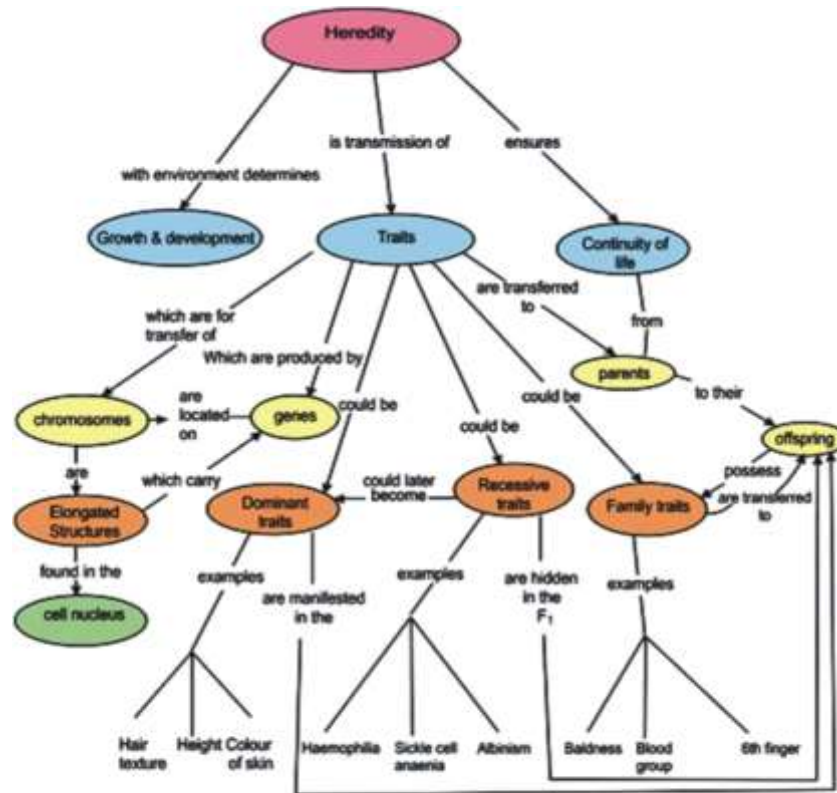 Heredity
is transmission of
ensures
with environment determines
Growth & development
Traits
Continuity of
life
are transferred
to
from
which are for
transfer of
Which are produced by
parents
to their
chromosomes
are
located
on
genes
could be
could be
could be
offspring
are
which carry
could later
become
possess
are transferred
to
Elongated
Structures
Dominant
traits
Recessive
traits
Family traits
found in the
examples
are manifested
in the
examples
are hidden
in the
F₁
examples
cell nucleus
Hair
texture
Height
Colour
of skin
Haemophilia
Sickle cell
anaenia
Albinism
Baldness
Blood
group
6th finger